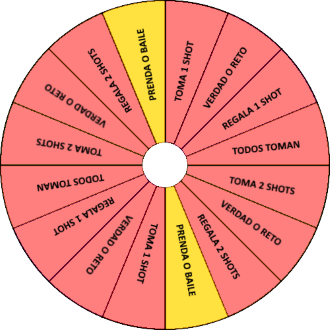 TOMA 1 SHOT
VERDAD O RETO
REGALA 1 SHOT
TODOS TOMAN
TOMA 2 SHOTS
VERDAD O RETO
REGALA 2 SHOTS
PRENDA O BAILE
TOMA 1 SHOT
VERDAD O RETO
REGALA 1 SHOT
TODOS TOMAN
TOMA 2 SHOTS
VERDAD O RETO
REGALA 2 SHOTS
PRENDA O BAILE